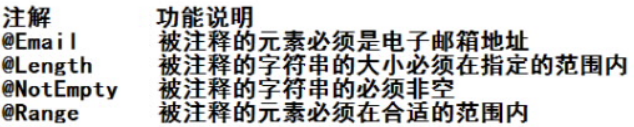 注解 功能说明
@Email 被注释的元素必须是电子邮箱地址
@Length 被注释的字符串的大小必须在指定的范围内
@NotEmpty 被注释的字符串的必须非空
@Range 被注释的元素必须在合适的范围内